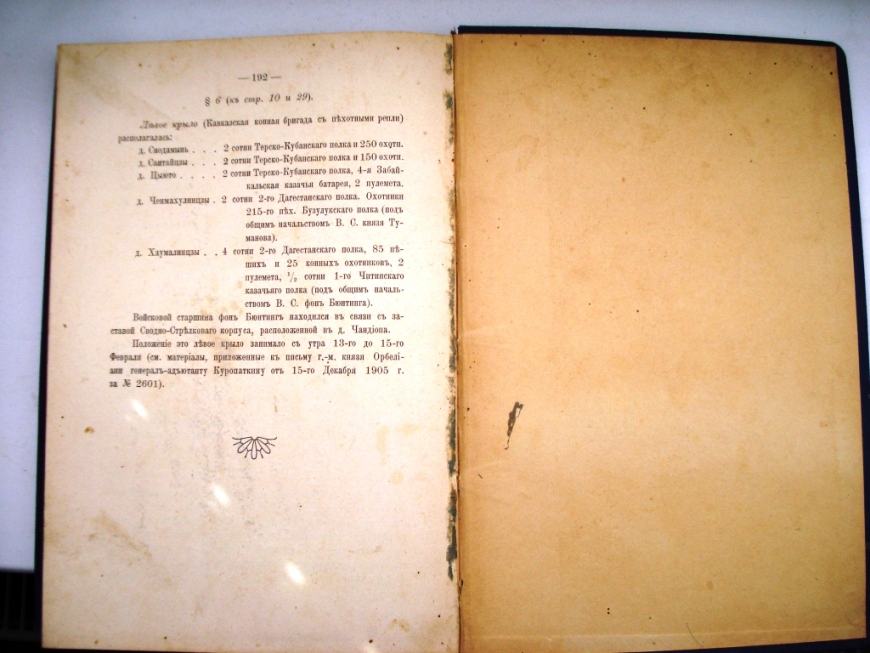 — 192 —
§ 6 (къ стр. 10 и 29).
Лѣвое крыло (Кавказская конная бригада съ пѣхотными репли)
располагалась:
д. Сюдамынь . . . 2 сотни Терско-Кубанскаго полка и 250 охотн.
д. Сантайцзы . . . 2 сотни Терско-Кубанскаго полка и 150 охотн.
д. Цыюто . . . . 2 сотни Терско-Кубанскаго полка, 4-я Забай-
кальская казачья батарея, 2 пулемета.
д. Ченмахулинцзы . 2 сотни 2-го Дагестанскаго полка. Охотники
215-го пѣх. Бузулукскаго полка (подъ
общимъ начальствомъ В. С. князя Ту-
манова).
д. Хаумалинцзы . . 4 сотни 2-го Дагестанскаго полка, 85 пѣ-
шихъ и 25 конныхъ охотниковъ, 2
пулемета, ½ сотни 1-го Читинскаго
казачьяго полка (подъ общимъ началь-
ствомъ В. С. фонъ Бюнтинга).
Войсковой старшина фонъ Бюнтингъ находился въ связи съ за-
ставой Сводно-Стрѣлковаго корпуса, расположенной въ д. Чандіопа.
Положеніе это лѣвое крыло занимало съ утра 13-го до 15-го
Февраля (см. матеріалы, приложенные къ письму г.-м. князя Орбелі-
ани генералъ-адъютанту Куропаткину отъ 15-го Декабря 1905 г.
за № 2601).